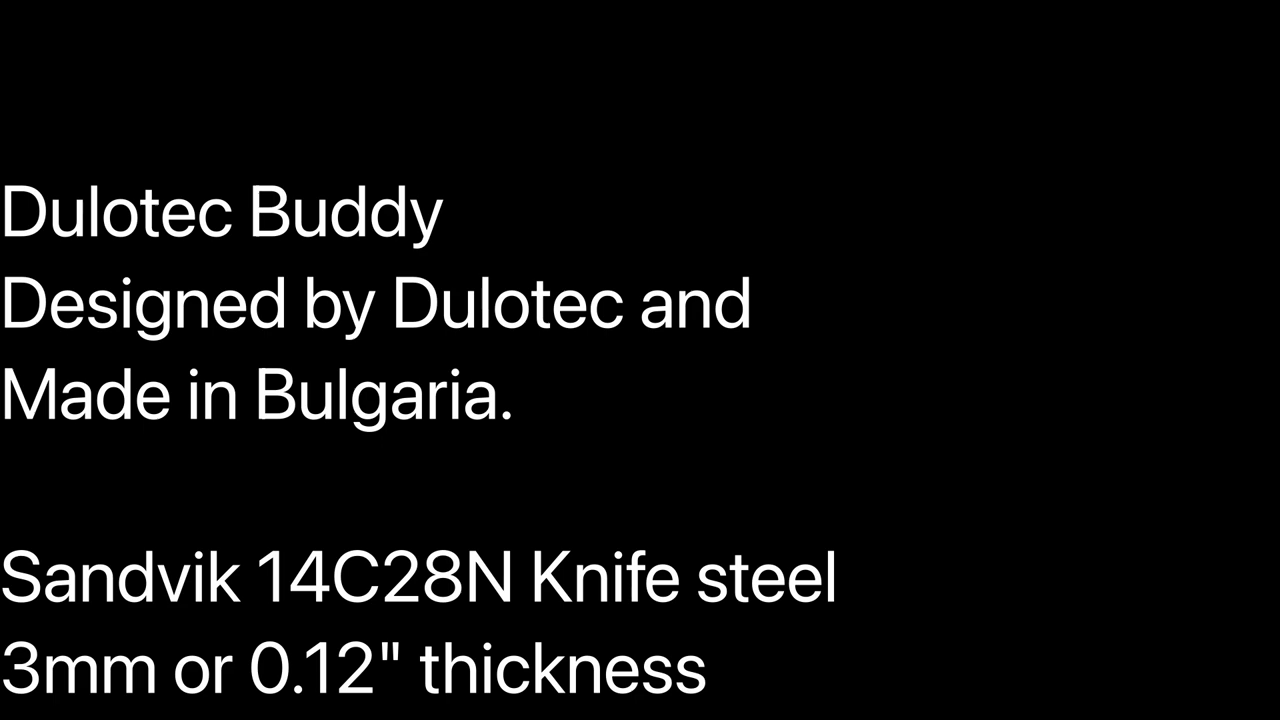 Dulotec Buddy
Designed by Dulotec and
Made in Bulgaria.
Sandvik 14C28N Knife steel
3mm or 0.12" thickness